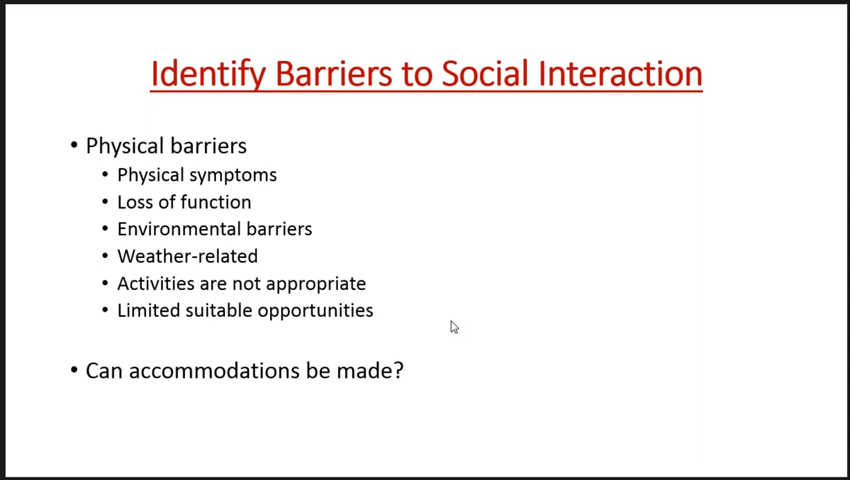 Identify Barriers to Social Interaction
• Physical barriers
• Physical symptoms
• Loss of function
• Environmental barriers
• Weather-related
• Activities are not appropriate
• Limited suitable opportunities
• Can accommodations be made?